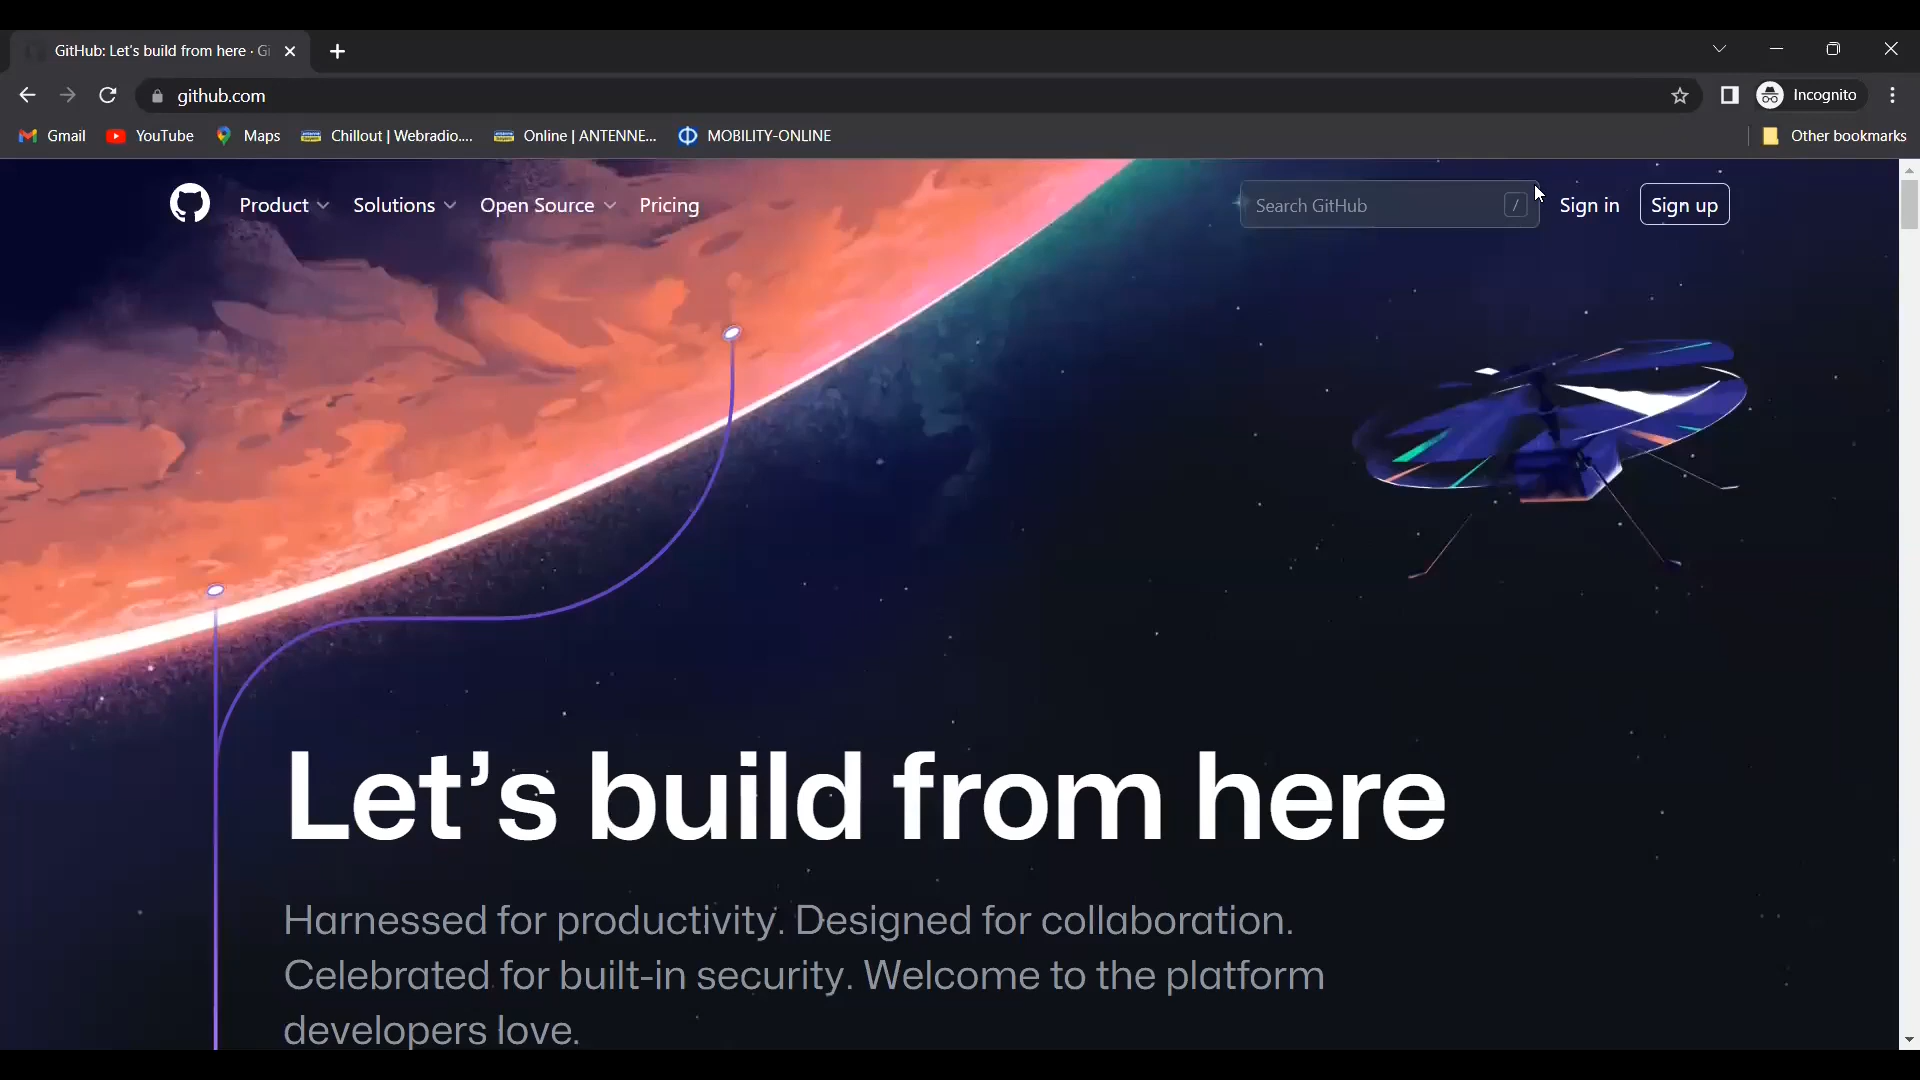 GitHub: Let's build from here · Gi
github.com
Incognito
Gmail
YouTube
Maps
Chillout | Webradio....
Online | ANTENNE...
MOBILITY-ONLINE
Other bookmarks
Product
Solutions
Open Source
Pricing
Search GitHub
/
Sign in
Sign up
Let’s build from here
Harnessed for productivity. Designed for collaboration.
Celebrated for built-in security. Welcome to the platform
developers love.